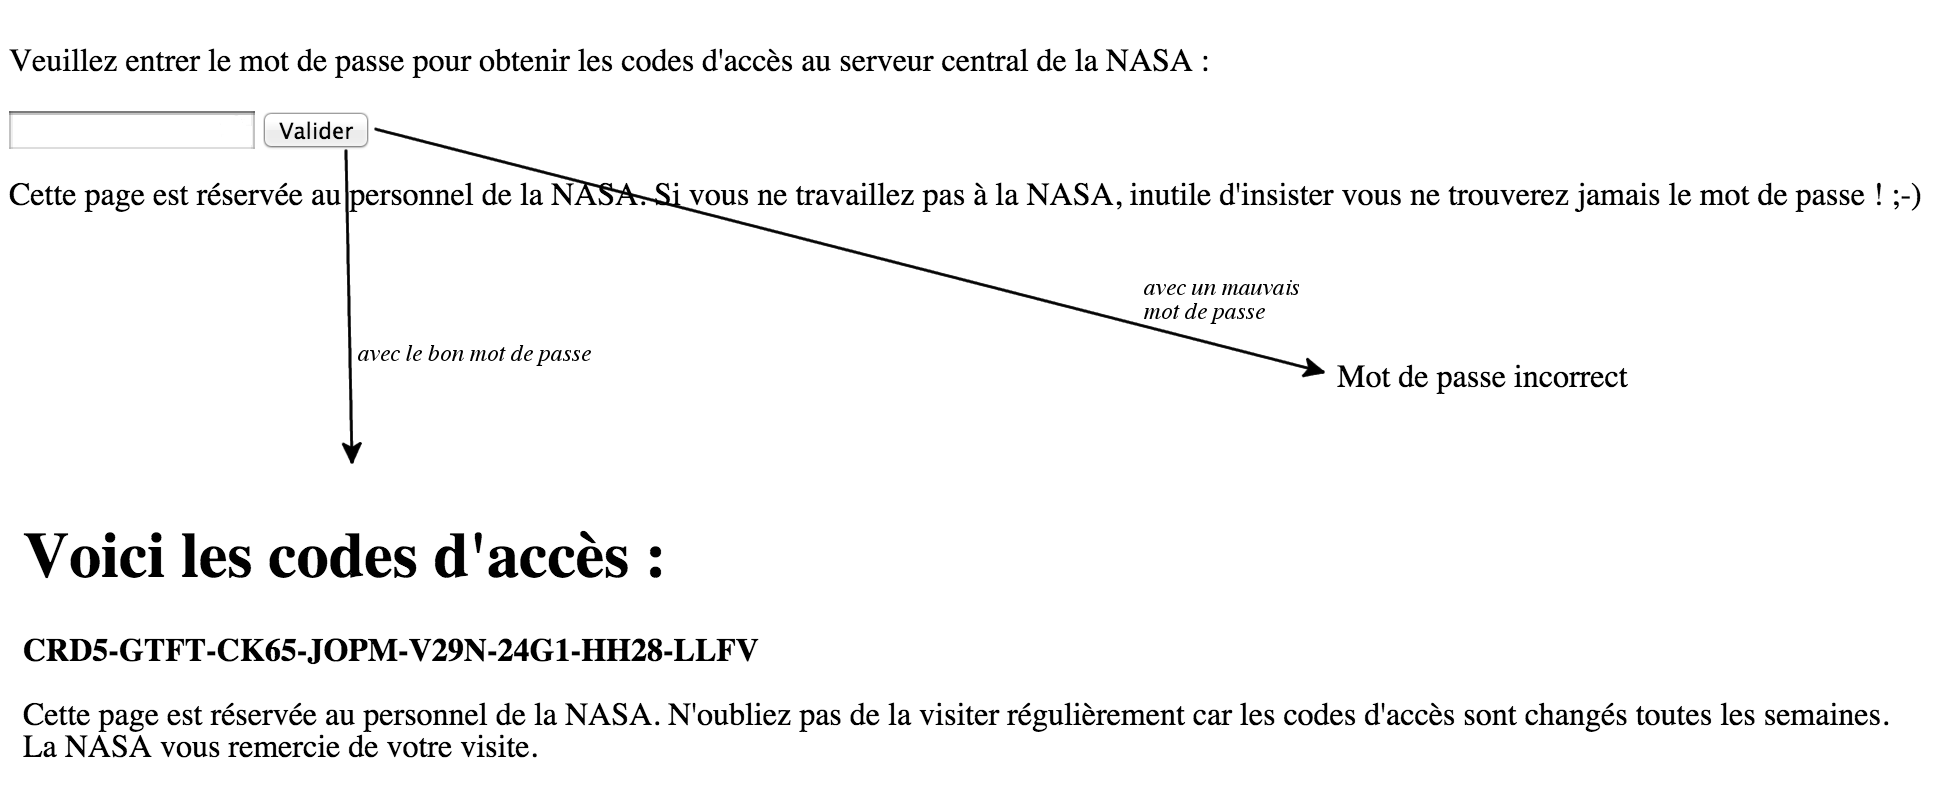 Veuillez entrer le mot de passe pour obtenir les codes d'accès au serveur central de la NASA :
Valider
Cette page est réservée au personnel de la NASA. Si vous ne travaillez pas à la NASA, inutile d'insister vous ne trouverez jamais le mot de passe ! ;-)
avec un mauvais
mot de passe
avec le bon mot de passe
Mot de passe incorrect
Voici les codes d'accès :
CRD5-GTFT-CK65-JOPM-V29N-24G1-HH28-LLFV
Cette page est réservée au personnel de la NASA. N'oubliez pas de la visiter régulièrement car les codes d'accès sont changés toutes les semaines.
La NASA vous remercie de votre visite.